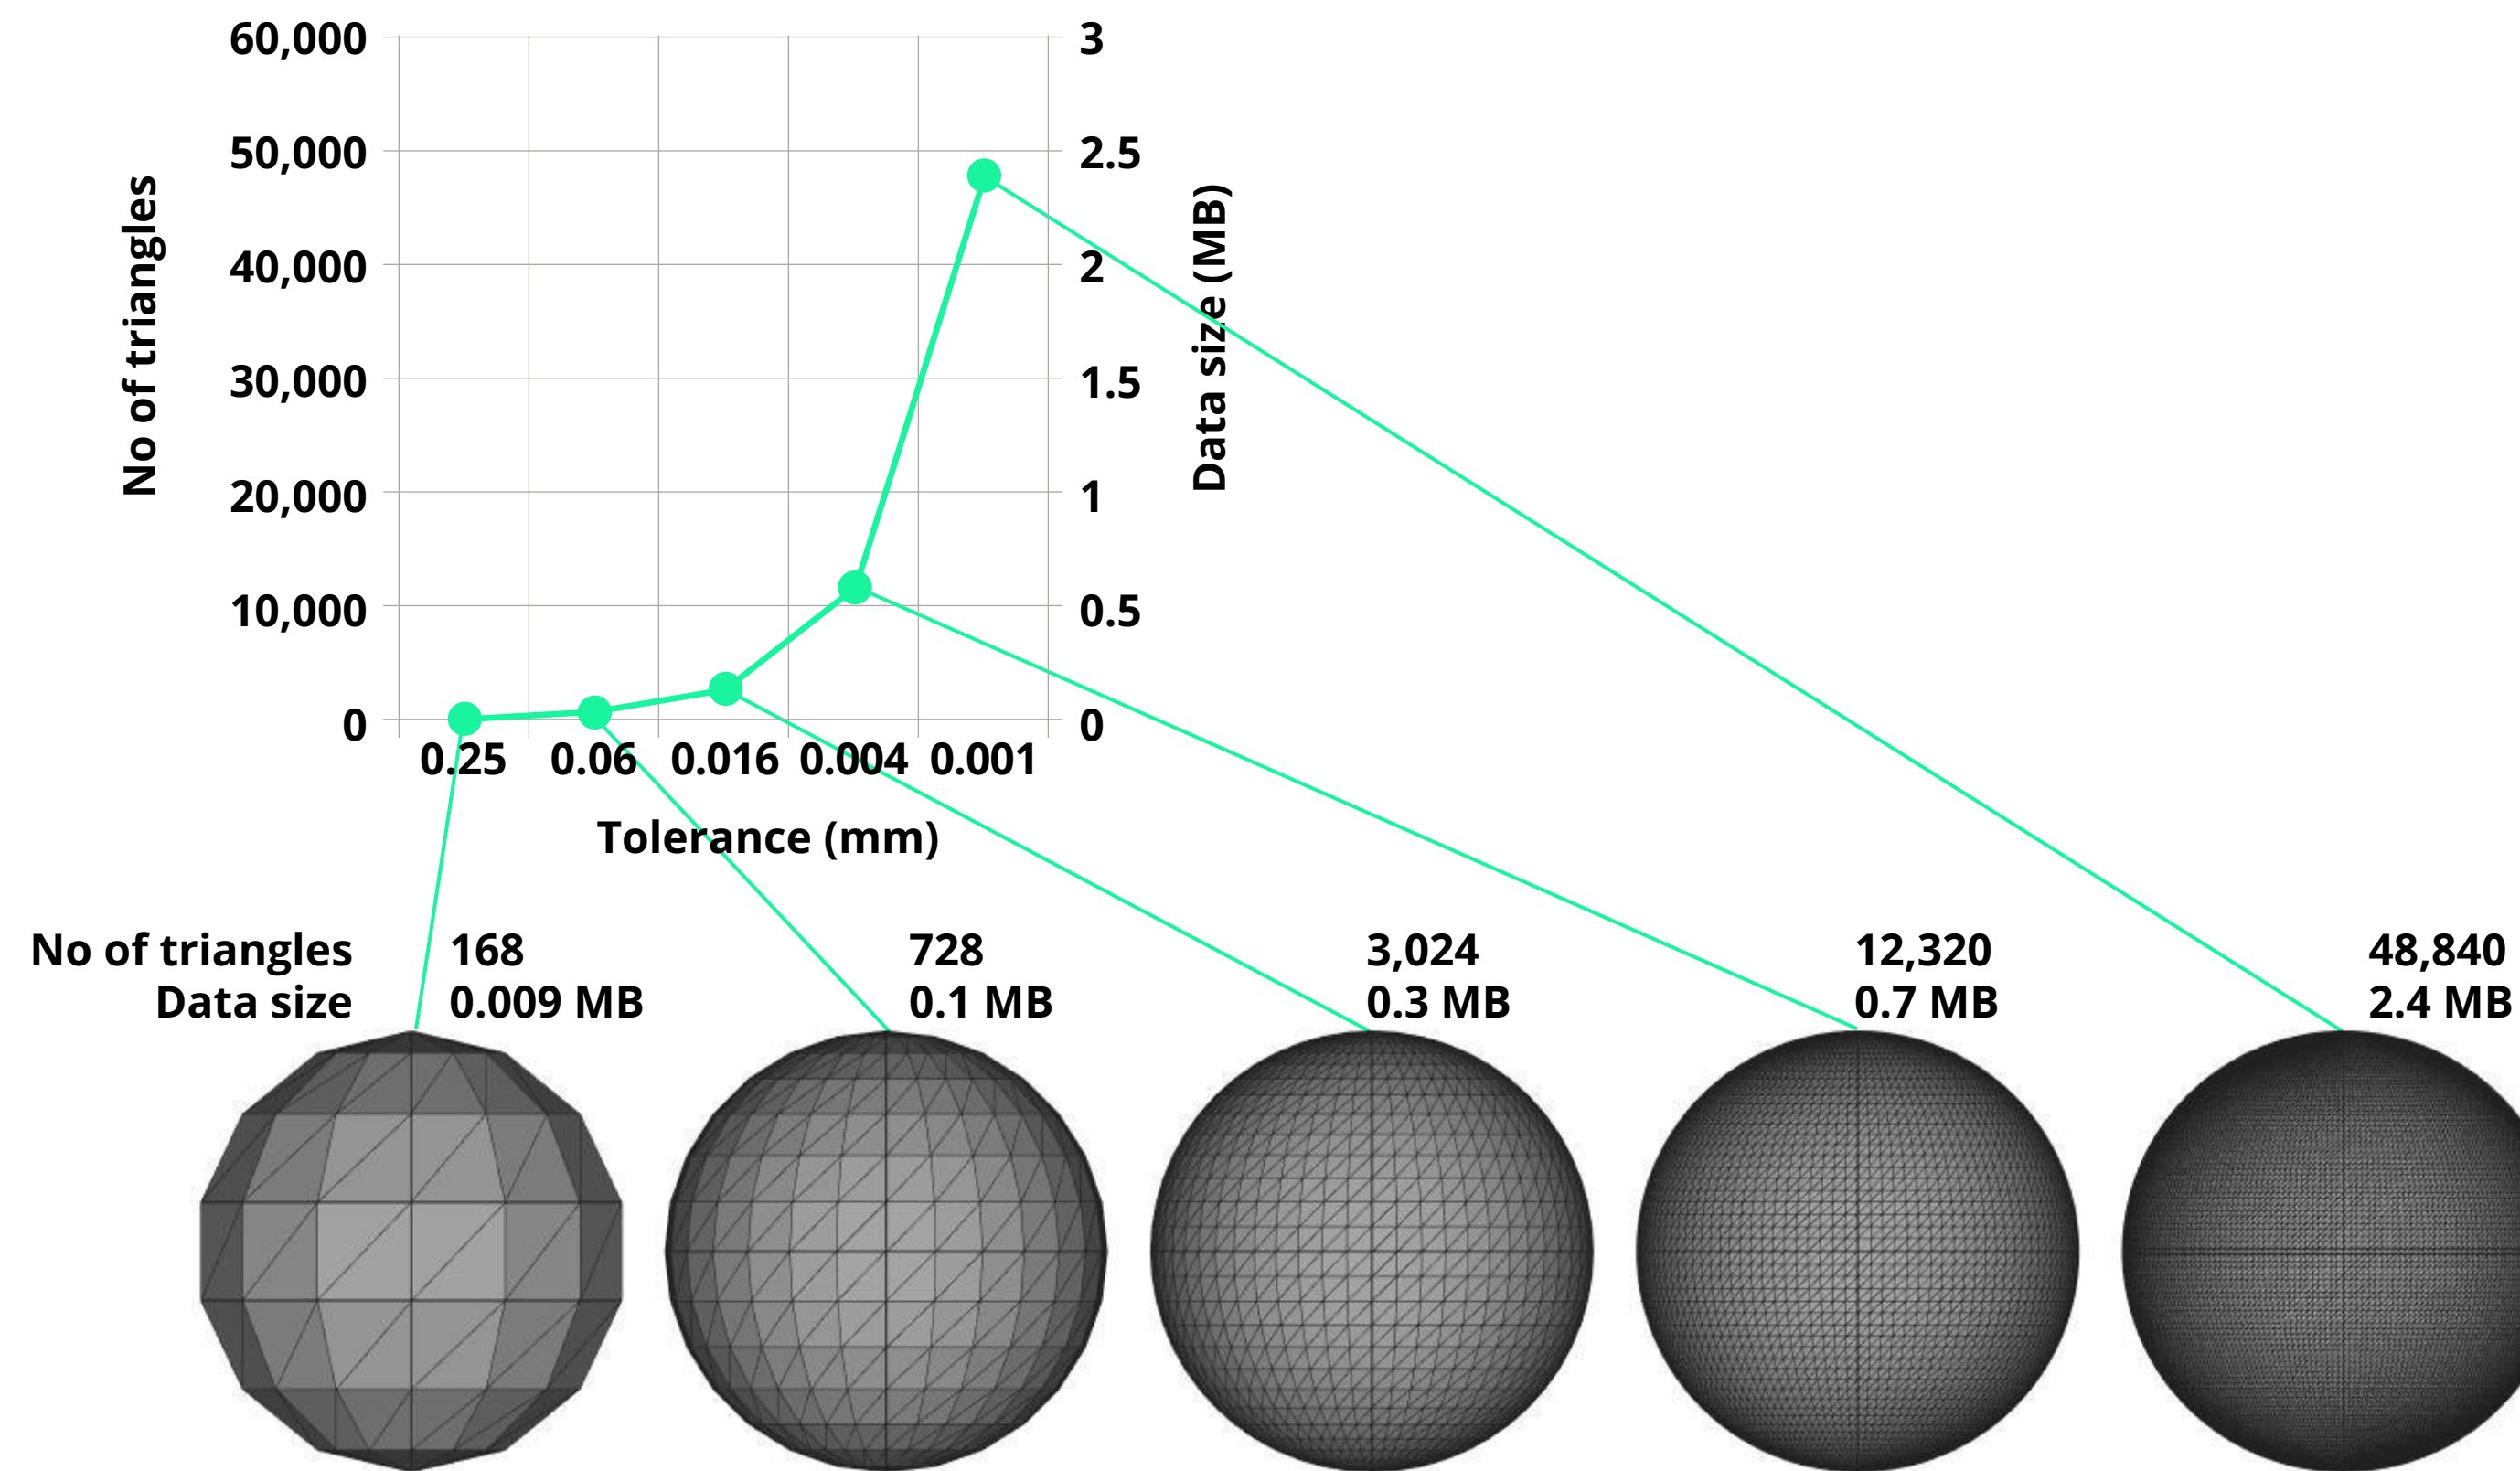 60,000
50,000
40,000
30,000
20,000
10,000
0
No of triangles
3
2.5
2
1.5
1
0.5
0
Data size (MB)
0.25 0.06 0.016 0.004 0.001
Tolerance (mm)
No of triangles 168 728 3,024 12,320 48,840
Data size 0.009 MB 0.1 MB 0.3 MB 0.7 MB 2.4 MB